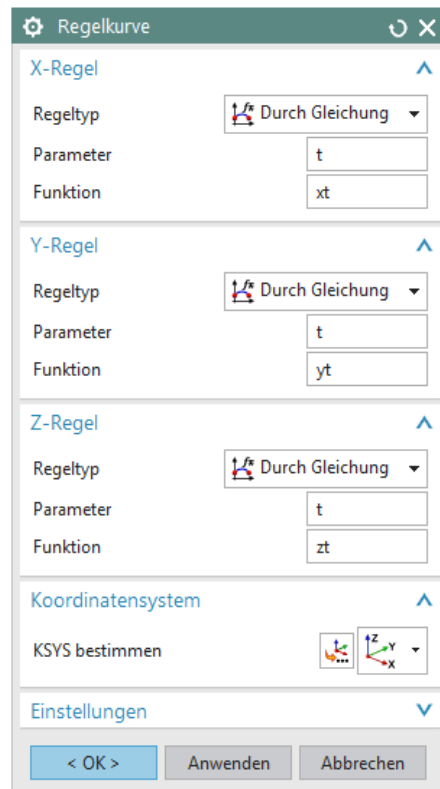 Regelkurve
X-Regel
Regeltyp Durch Gleichung
Parameter t
Funktion xt
Y-Regel
Regeltyp Durch Gleichung
Parameter t
Funktion yt
Z-Regel
Regeltyp Durch Gleichung
Parameter t
Funktion zt
Koordinatensystem
KSYS bestimmen
Einstellungen
< OK > Anwenden Abbrechen